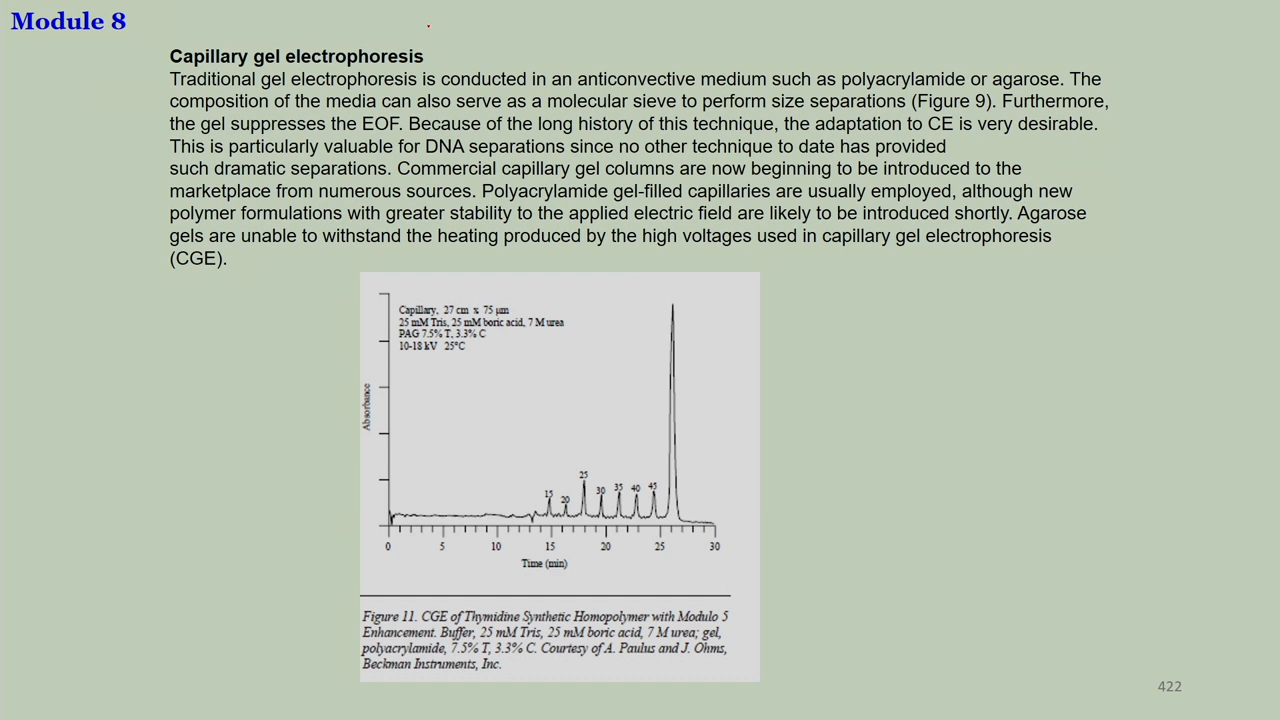 Module 8
Capillary gel electrophoresis
Traditional gel electrophoresis is conducted in an anticonvective medium such as polyacrylamide or agarose. The
composition of the media can also serve as a molecular sieve to perform size separations (Figure 9). Furthermore,
the gel suppresses the EOF. Because of the long history of this technique, the adaptation to CE is very desirable.
This is particularly valuable for DNA separations since no other technique to date has provided
such dramatic separations. Commercial capillary gel columns are now beginning to be introduced to the
marketplace from numerous sources. Polyacrylamide gel-filled capillaries are usually employed, although new
polymer formulations with greater stability to the applied electric field are likely to be introduced shortly. Agarose
gels are unable to withstand the heating produced by the high voltages used in capillary gel electrophoresis
(CGE).
Capillary, 27 cm x 75 µm
25 mM Tris, 25 mM boric acid, 7 M urea
PAG 7.5% T, 3.3% C
10-18 kV 25°C
Absorbance
15 20 25 30 35 40 45
0 5 10 15 20 25 30
Time (min)
Figure 11. CGE of Thymidine Synthetic Homopolymer with Modulo 5
Enhancement. Buffer, 25 mM Tris, 25 mM boric acid, 7 M urea; gel,
polyacrylamide, 7.5% T, 3.3% C. Courtesy of A. Paulus and J. Ohms,
Beckman Instruments, Inc.
422